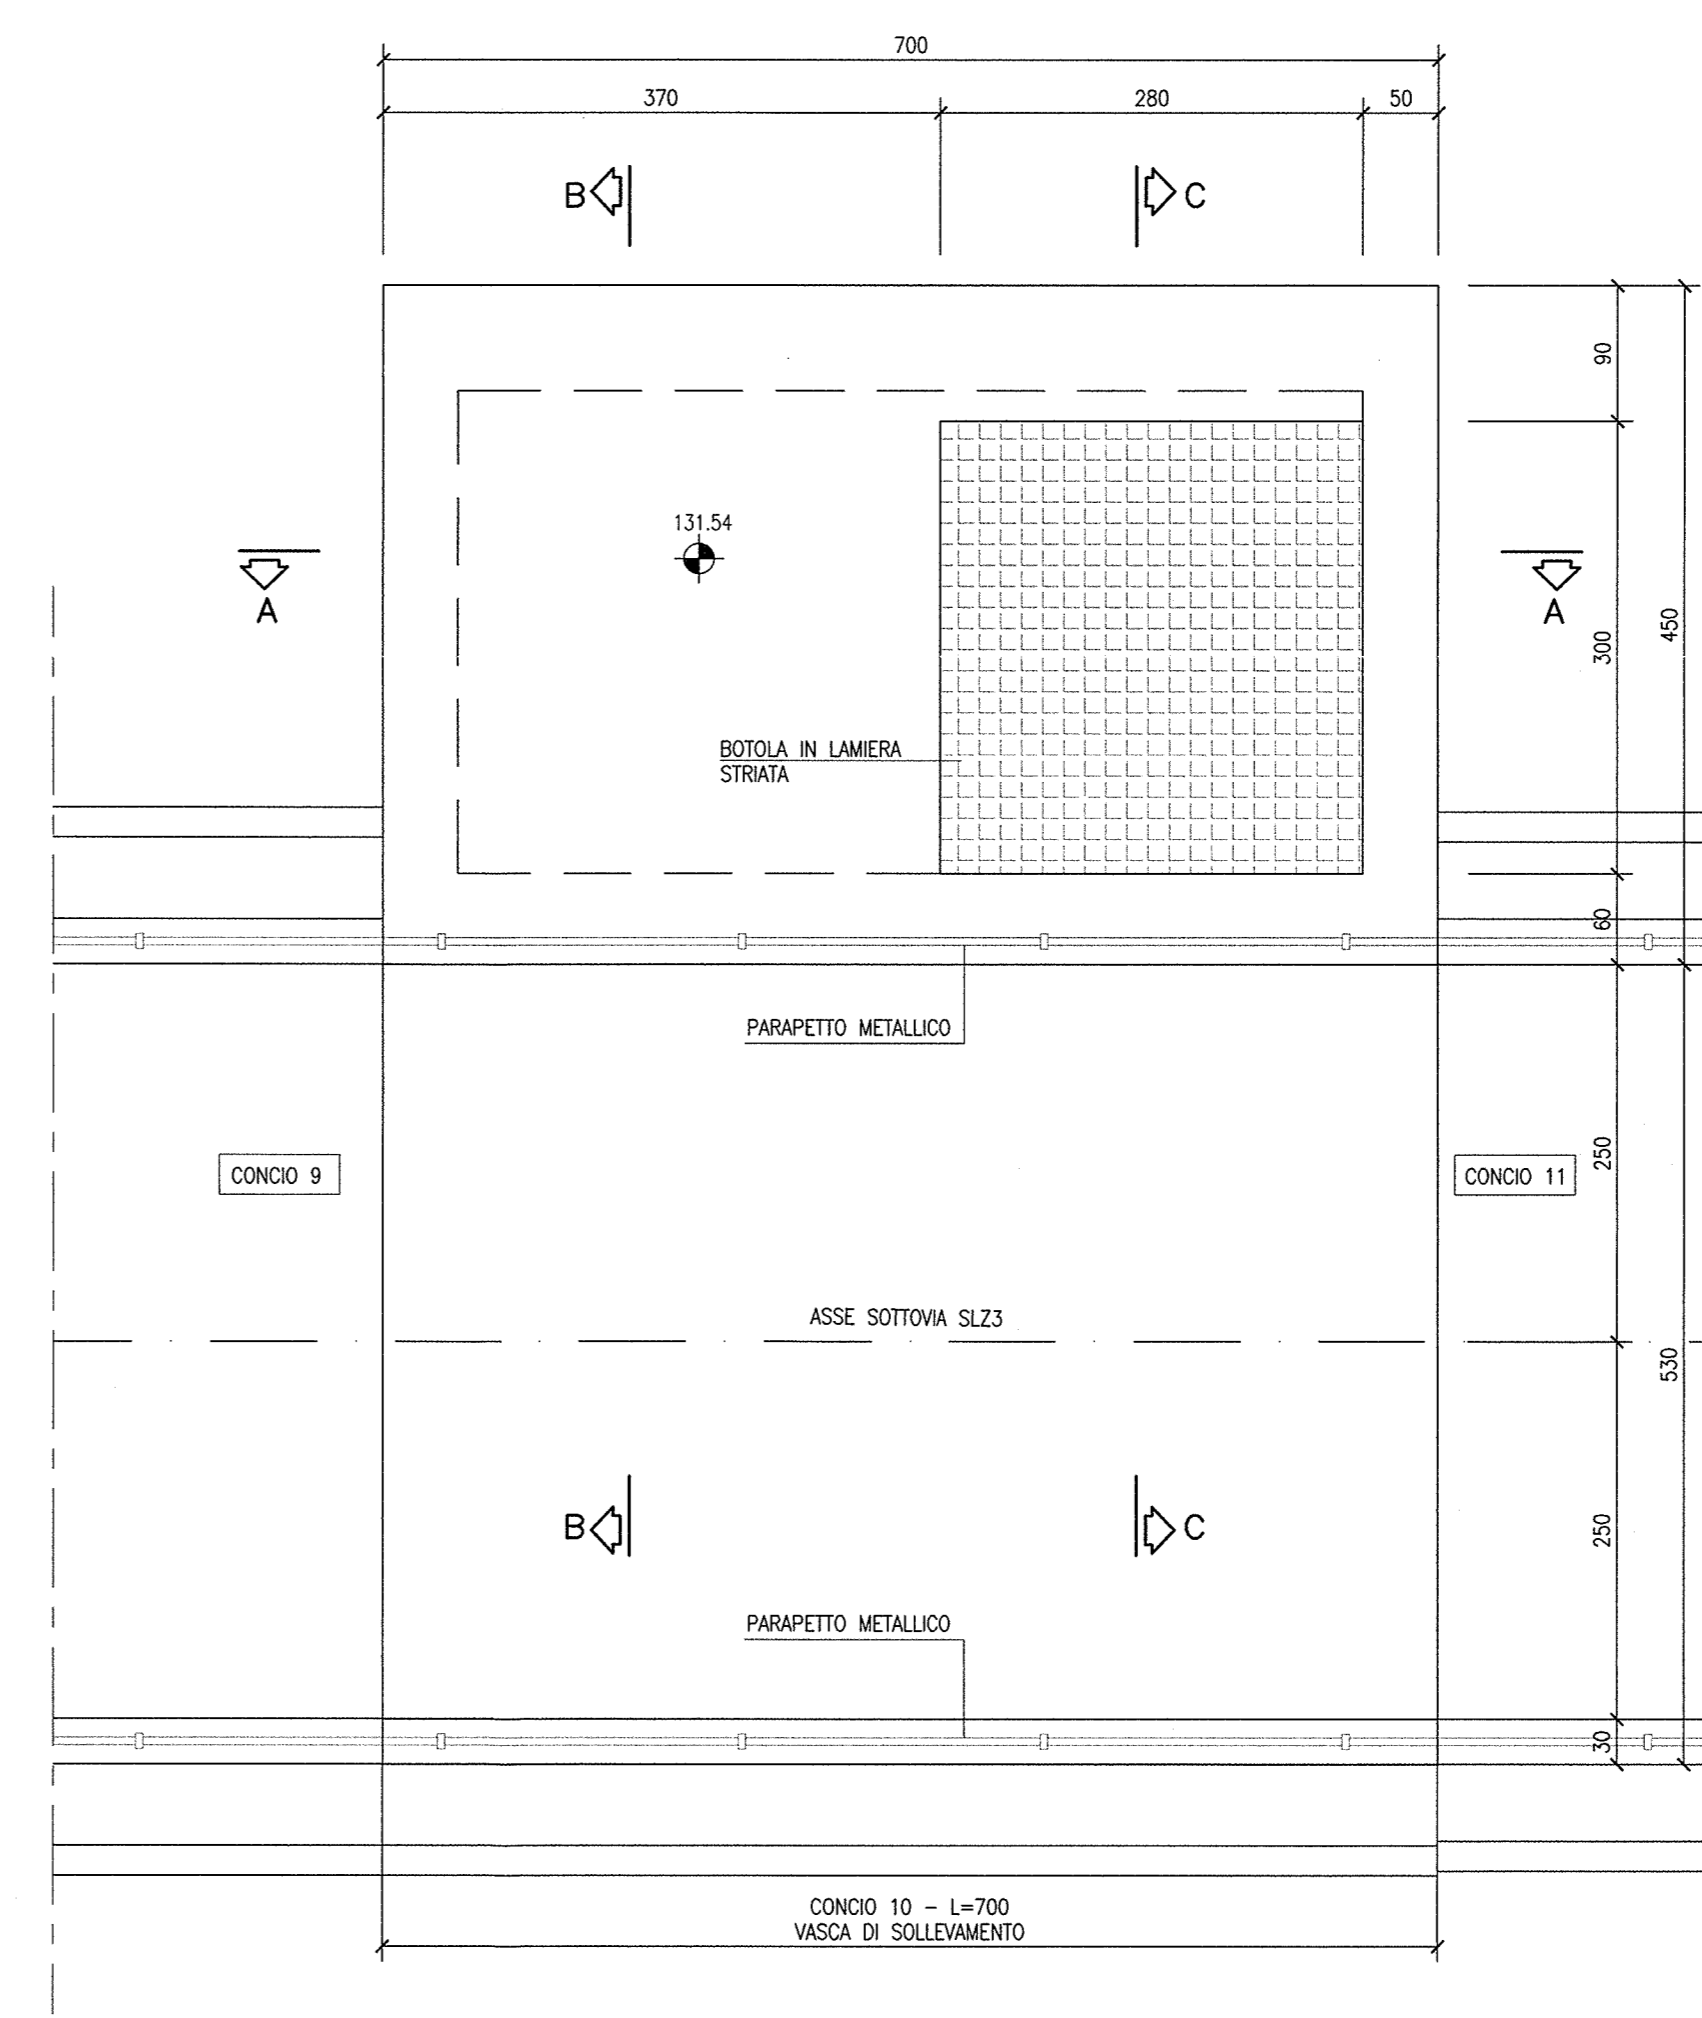 700
370
280
50
B
C
90
131.54
A
A
300
450
BOTOLA IN LAMIERA
STRIATA
60
PARAPETTO METALLICO
250
CONCIO 9
CONCIO 11
ASSE SOTTOVIA SLZ3
530
B
C
250
PARAPETTO METALLICO
30
CONCIO 10 - L=700
VASCA DI SOLLEVAMENTO